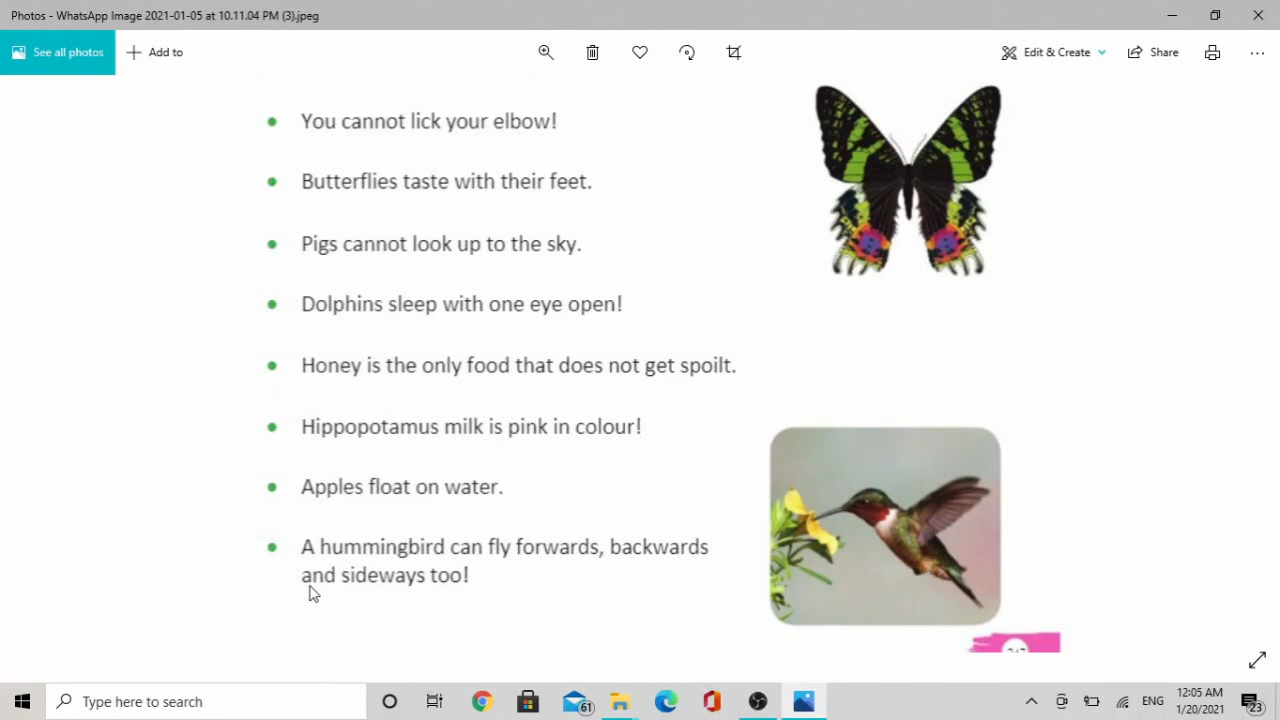 Photos - WhatsApp Image 2021-01-05 at 10.11.04 PM (3).jpeg
See all photos
Add to
Edit & Create
Share
You cannot lick your elbow!
Butterflies taste with their feet.
Pigs cannot look up to the sky.
Dolphins sleep with one eye open!
Honey is the only food that does not get spoilt.
Hippopotamus milk is pink in colour!
Apples float on water.
A hummingbird can fly forwards, backwards
and sideways too!
Type here to search
61
ENG
12:05 AM
1/20/2021
23